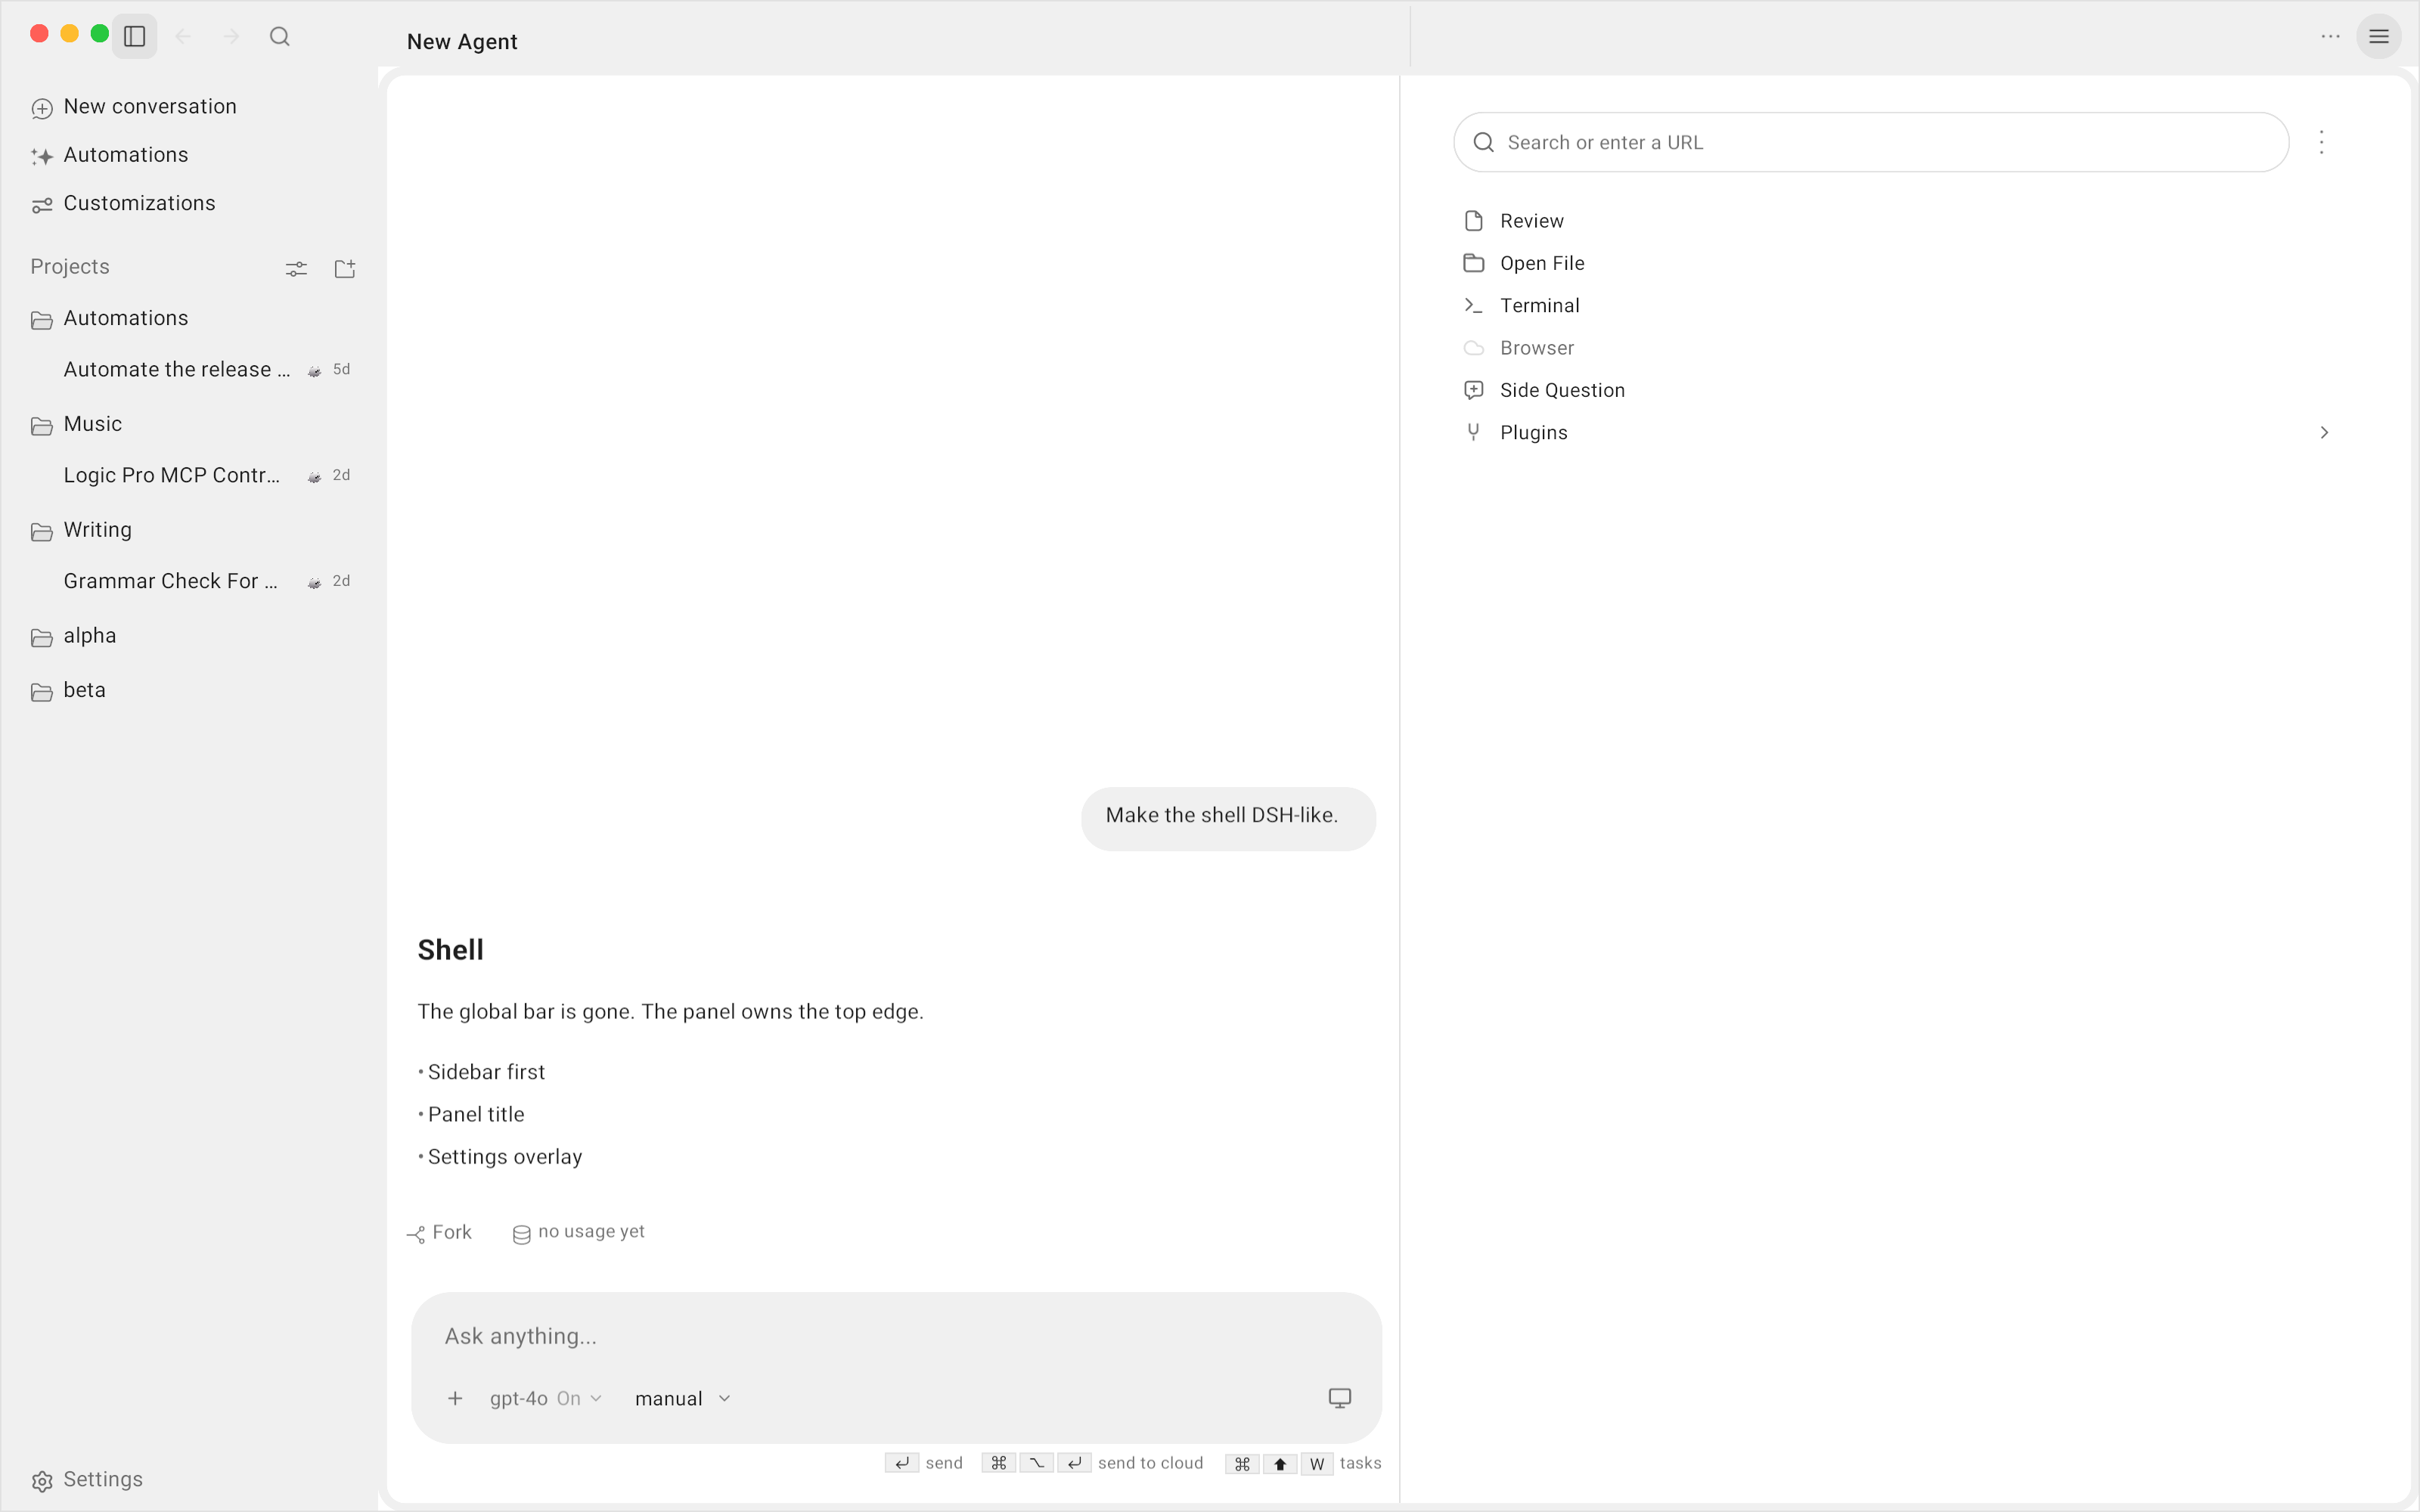 New Agent
New conversation
Automations
Customizations
Projects
Automations
Automate the release ... 5d
Music
Logic Pro MCP Contr... 2d
Writing
Grammar Check For ... 2d
alpha
beta
Settings
Make the shell DSH-like.
Shell
The global bar is gone. The panel owns the top edge.
• Sidebar first
• Panel title
• Settings overlay
Fork no usage yet
Ask anything...
gpt-4o On manual
send ⌘ ⌥ send to cloud ⌘ W tasks
Search or enter a URL
Review
Open File
Terminal
Browser
Side Question
Plugins